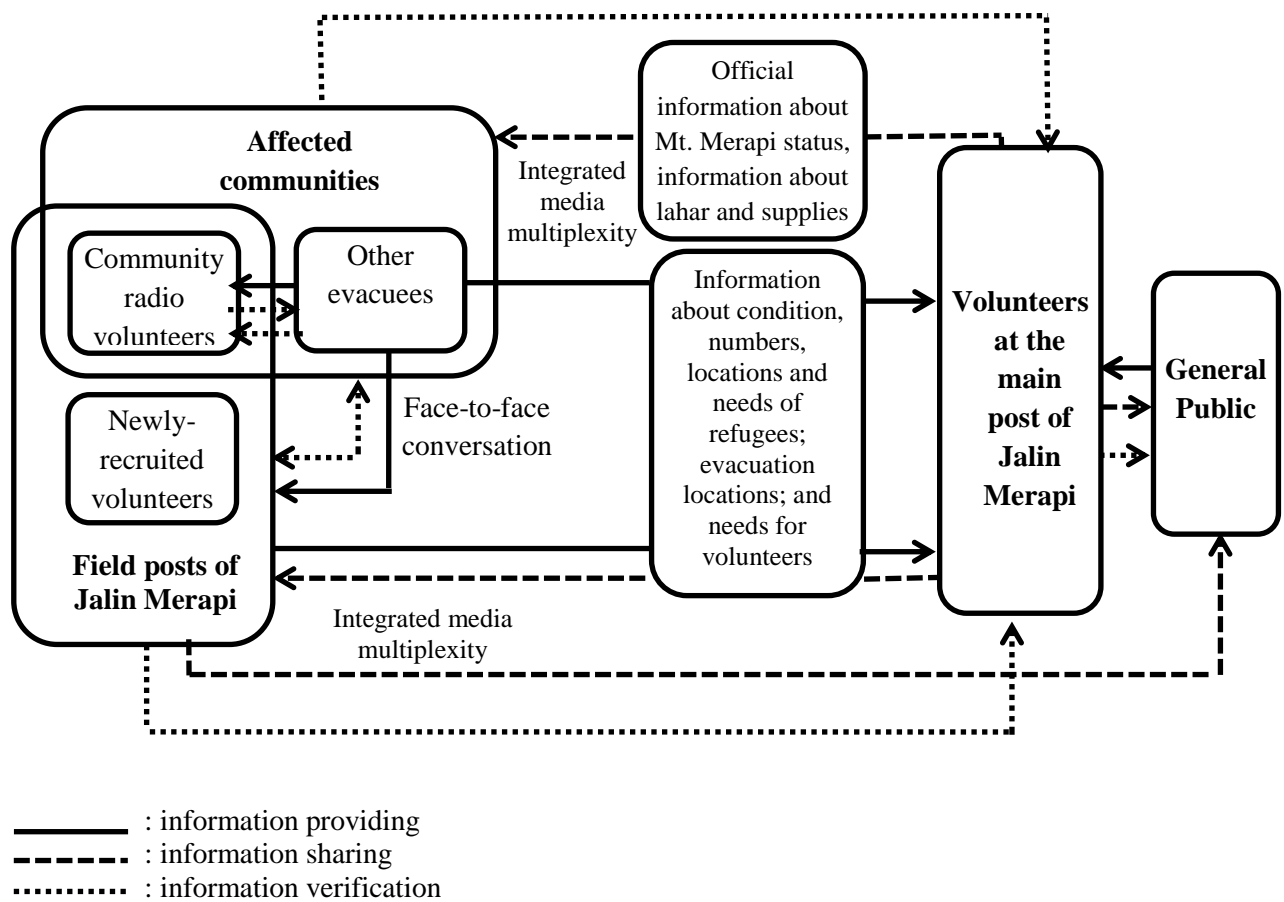 Official
information about
Mt. Merapi status,
information about
lahar and supplies
Affected
communities
Integrated
media
multiplexity
Community
radio
volunteers
Other
evacuees
Information
about condition,
numbers,
locations and
needs of
refugees;
evacuation
locations; and
needs for
volunteers
Volunteers
at the
main
post of
Jalin
Merapi
General
Public
Newly-
recruited
volunteers
Face-to-face
conversation
Field posts of
Jalin Merapi
Integrated media
multiplexity
: information providing
: information sharing
: information verification